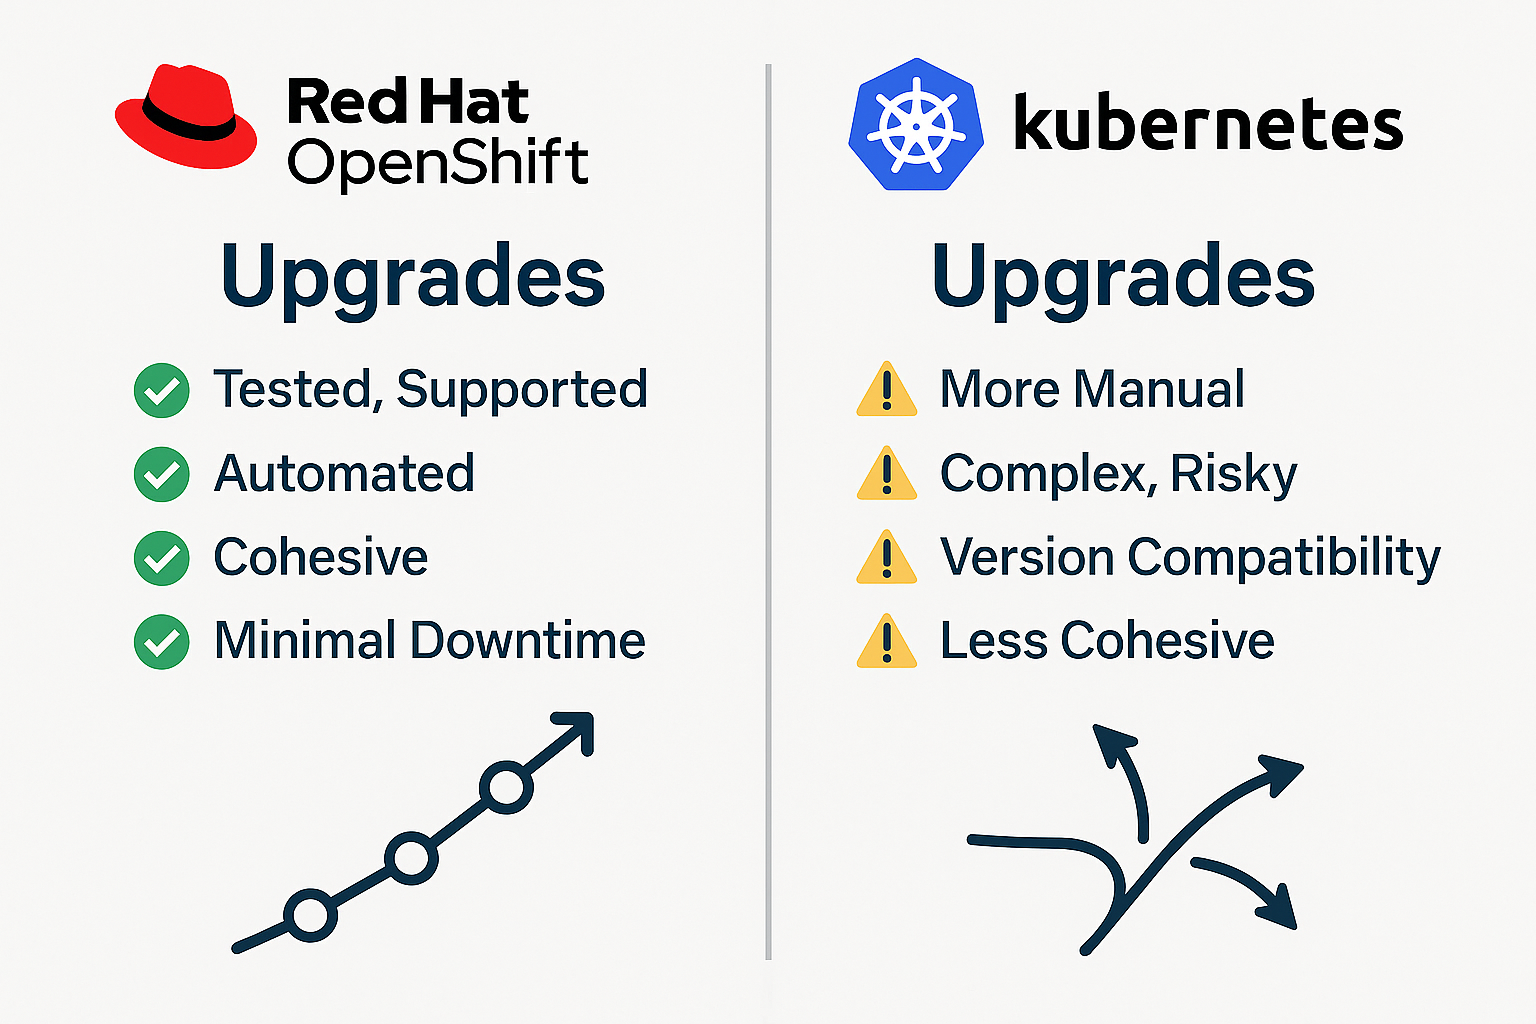 Red Hat
OpenShift
Upgrades
Tested, Supported
Automated
Cohesive
Minimal Downtime
kubernetes
Upgrades
More Manual
Complex, Risky
Version Compatibility
Less Cohesive